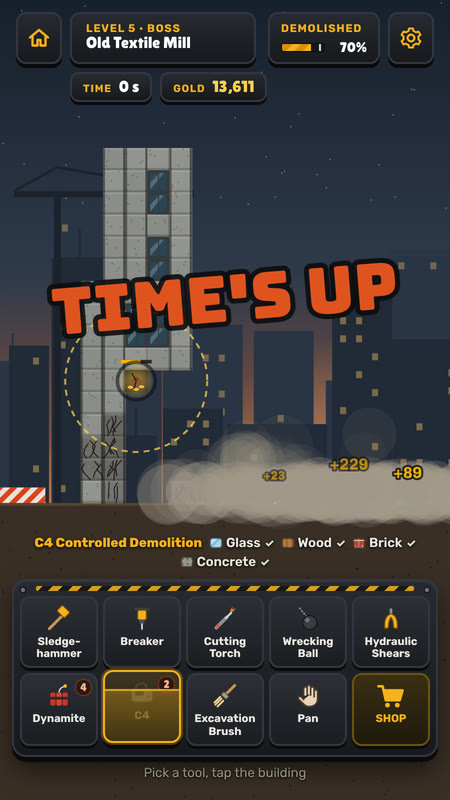 LEVEL 5 • BOSS
Old Textile Mill
DEMOLISHED
70%
TIME 0 s
GOLD 13,611
TIME'S UP
+23
+229
+89
C4 Controlled Demolition Glass ✓ Wood ✓ Brick ✓
Concrete ✓
Sledge-
hammer
Breaker
Cutting
Torch
Wrecking
Ball
Hydraulic
Shears
4
Dynamite
2
C4
Excavation
Brush
Pan
SHOP
Pick a tool, tap the building